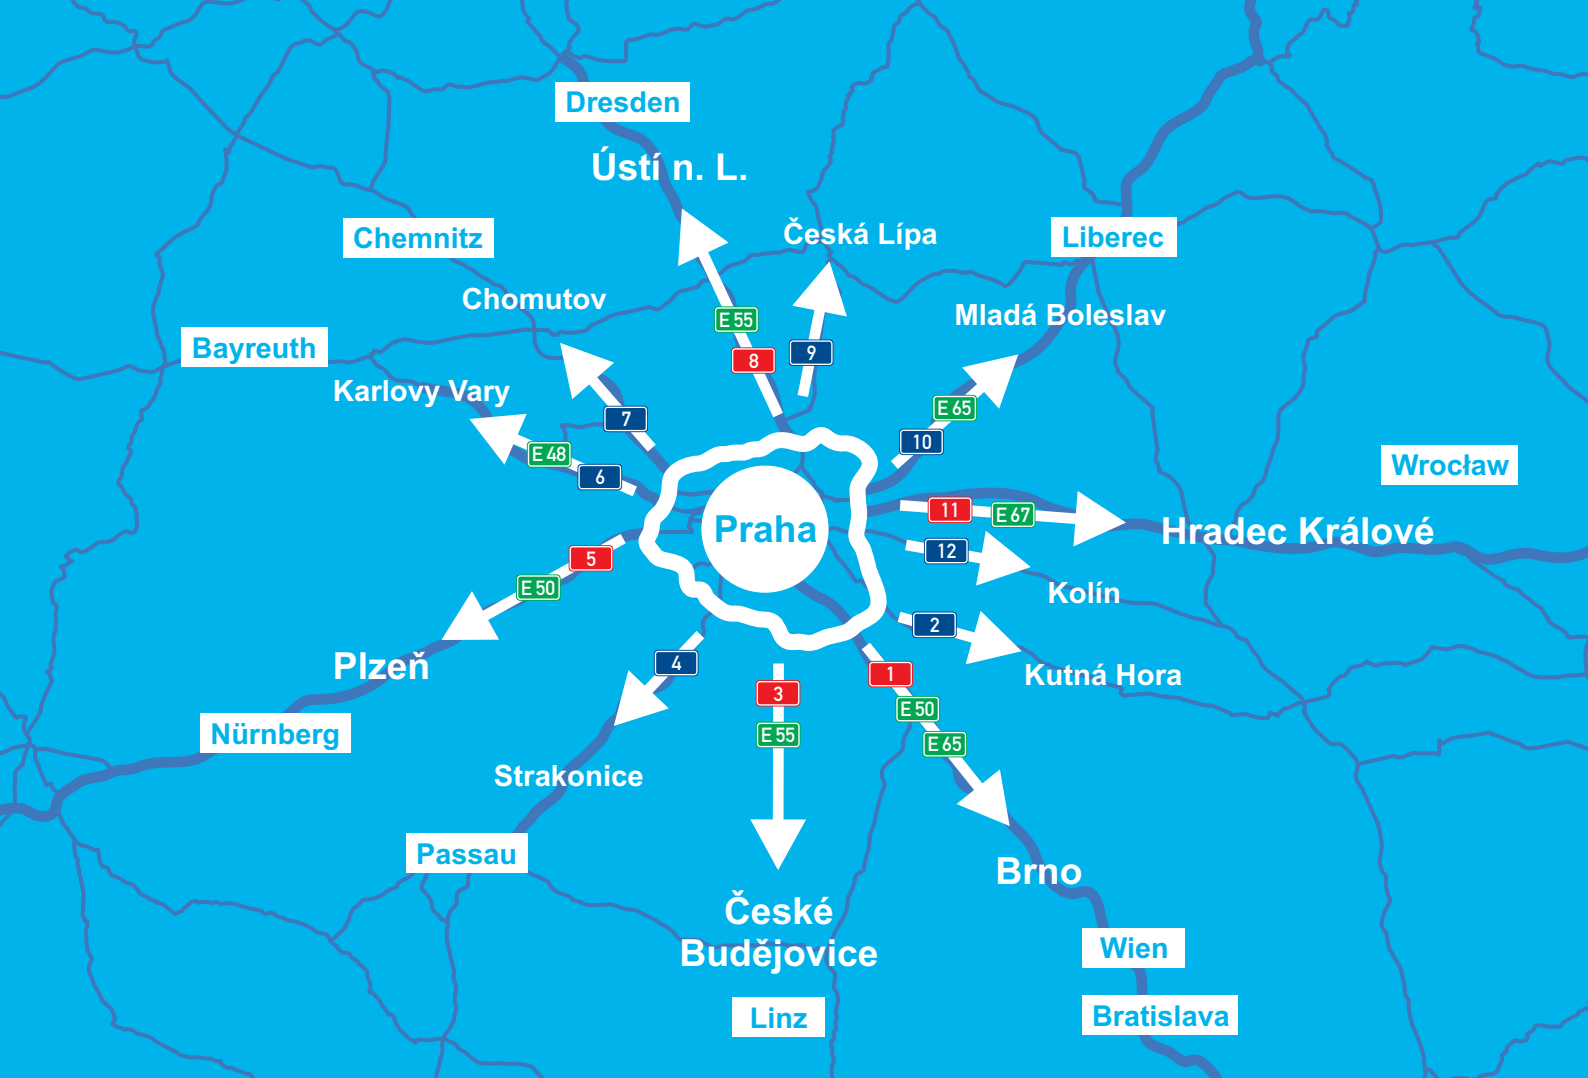 Dresden
Ústí n. L.
Chemnitz
Česká Lípa
Liberec
Chomutov
Mladá Boleslav
E 55
Bayreuth
8
9
Karlovy Vary
E 65
7
10
E 48
6
Wrocław
11
E 67
Praha
Hradec Králové
12
5
E 50
Kolín
2
Plzeň
4
1
Kutná Hora
3
E 50
Nürnberg
E 55
E 65
Strakonice
Passau
Brno
České
Budějovice
Wien
Linz
Bratislava